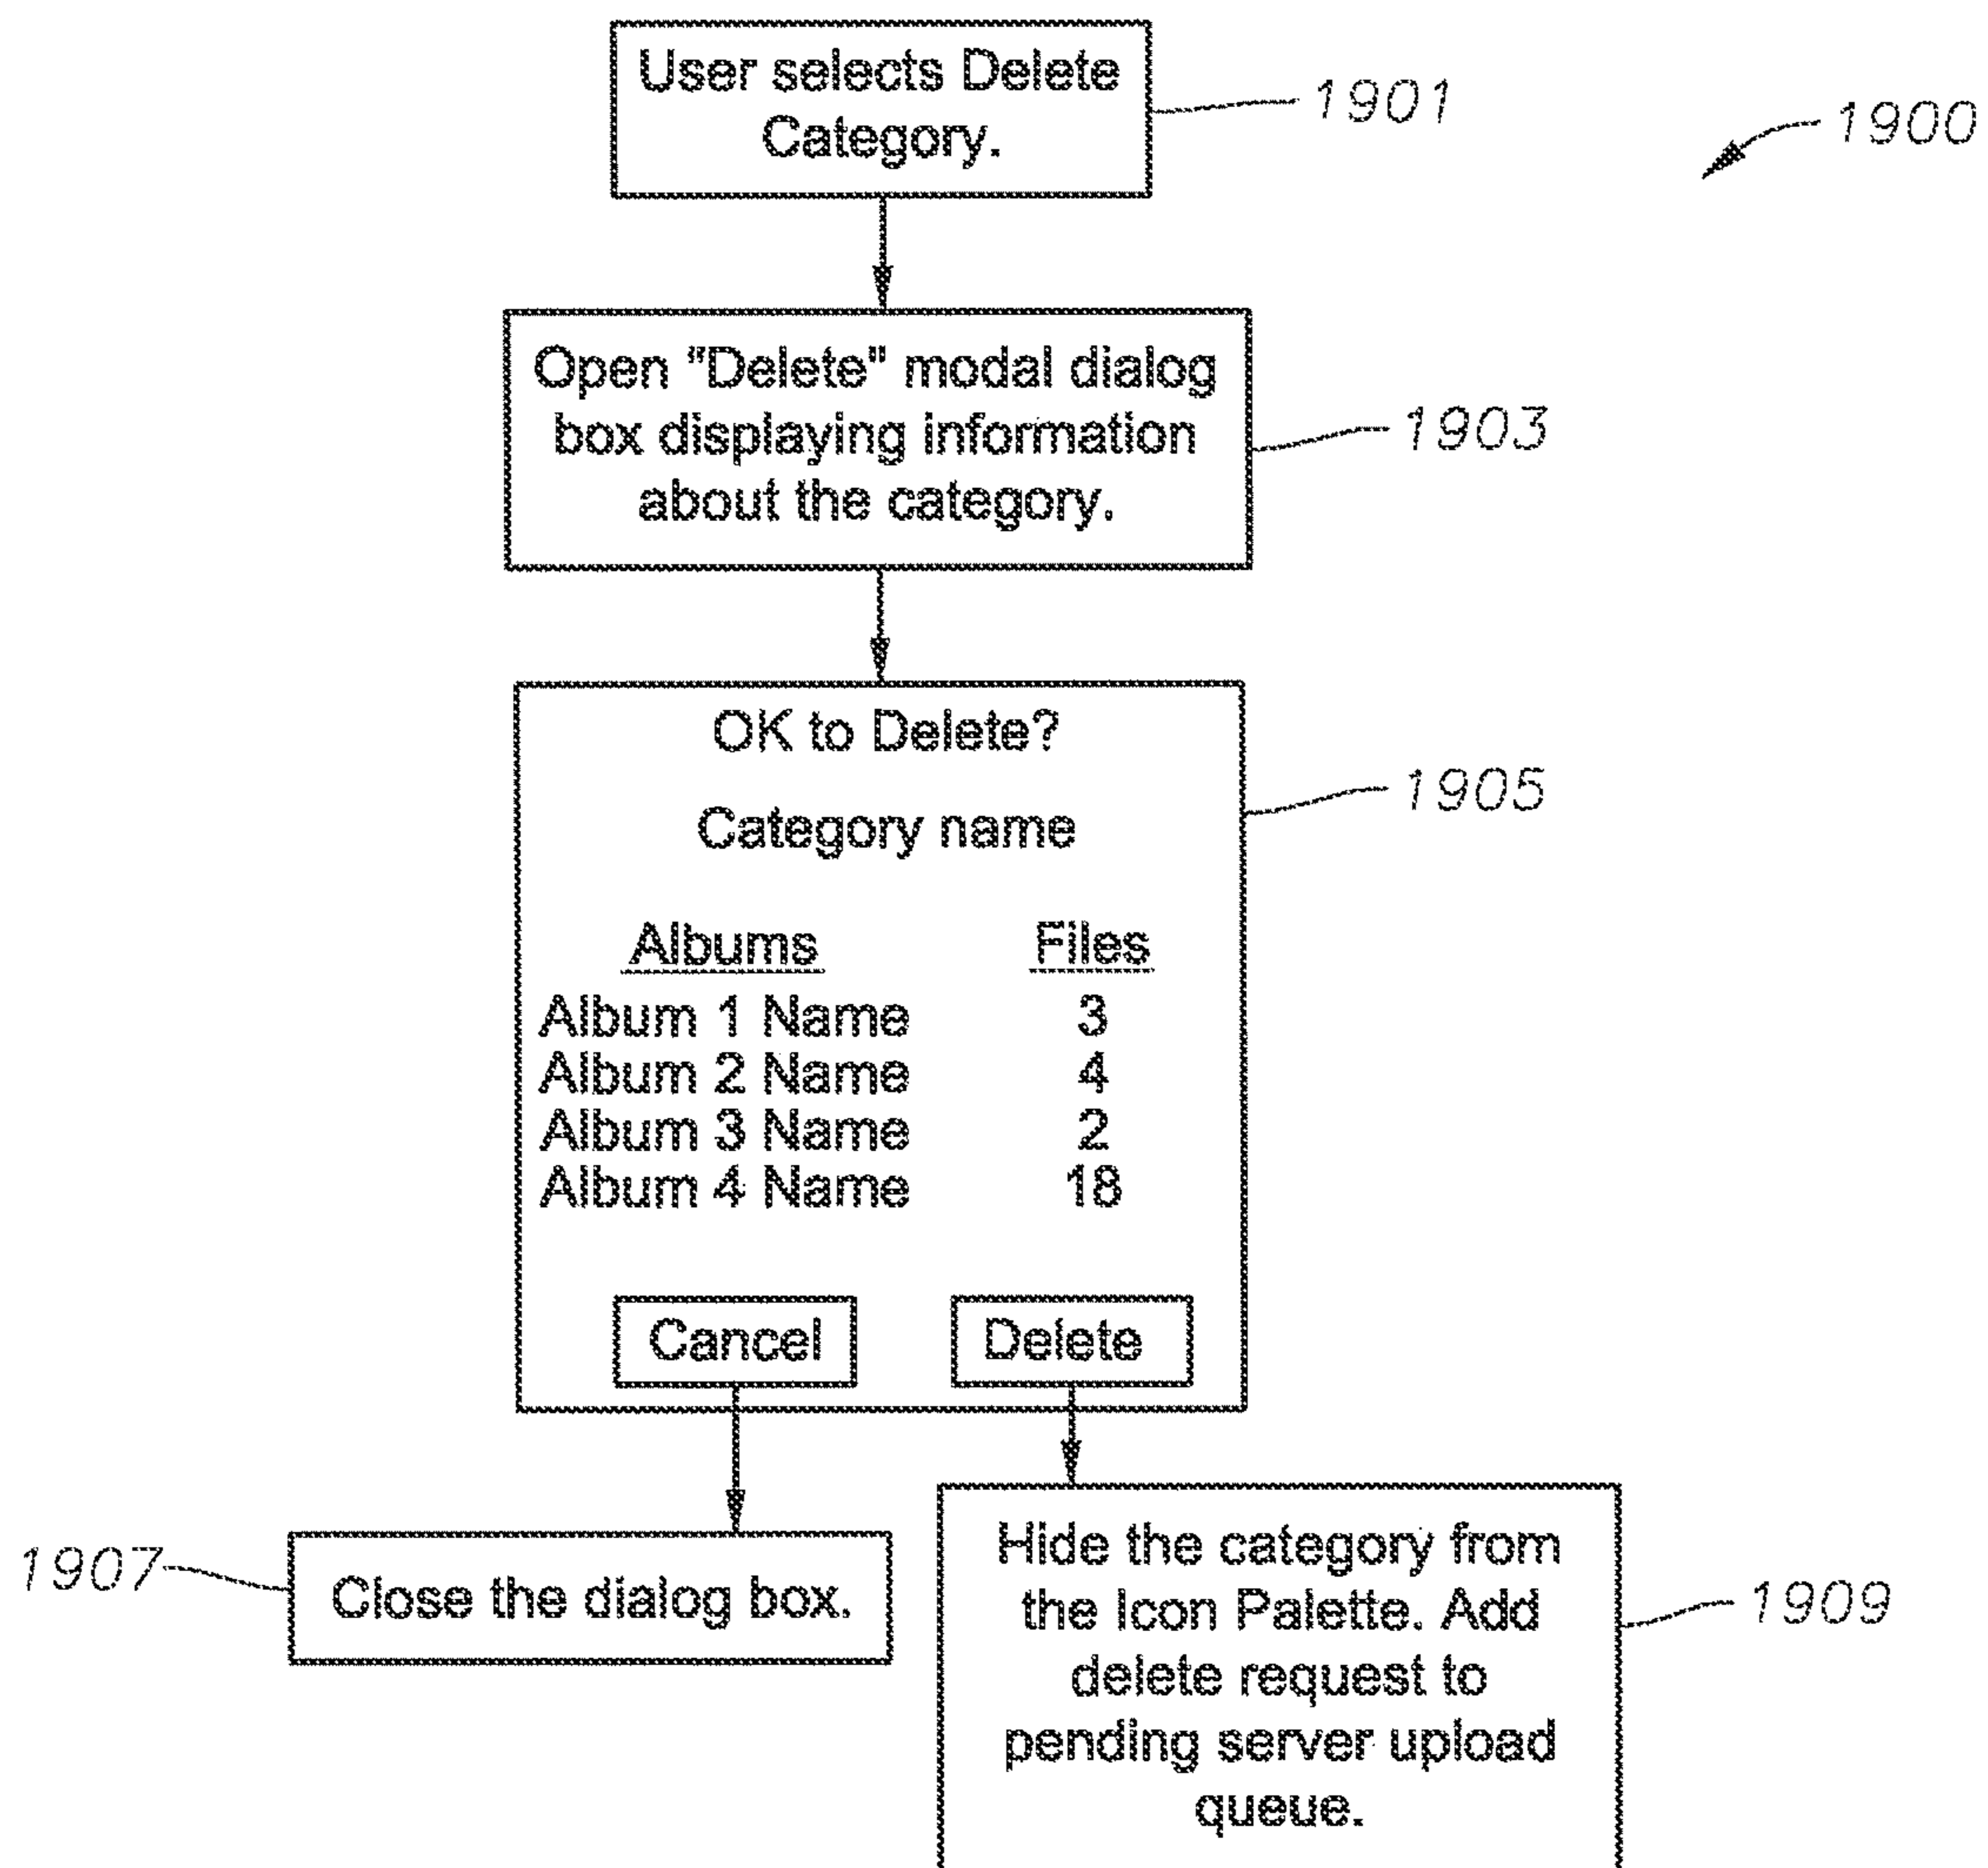 User selects Delete
Category.
1901
1900
Open "Delete" modal dialog
box displaying information
about the category.
1903
OK to Delete?
Category name
1905
Albums Files
Album 1 Name 3
Album 2 Name 4
Album 3 Name 2
Album 4 Name 18
Cancel Delete
1907
Close the dialog box.
Hide the category from
the Icon Palette. Add
delete request to
pending server upload
queue.
1909